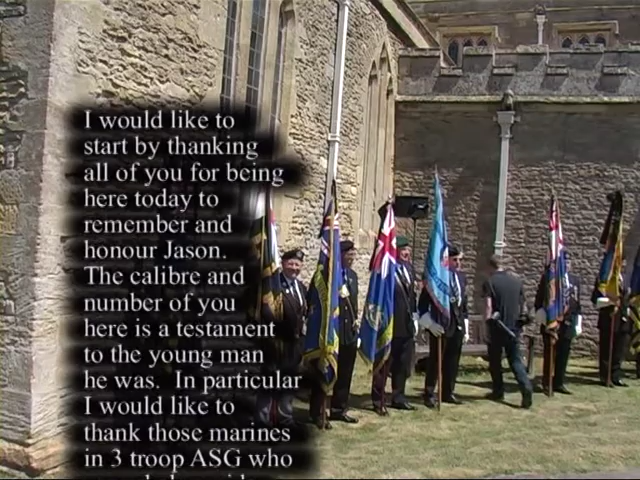 I would like to
start by thanking
all of you for being
here today to
remember and
honour Jason.
The calibre and
number of you
here is a testament
to the young man
he was.  In particular
I would like to
thank those marines
in 3 troop ASG who